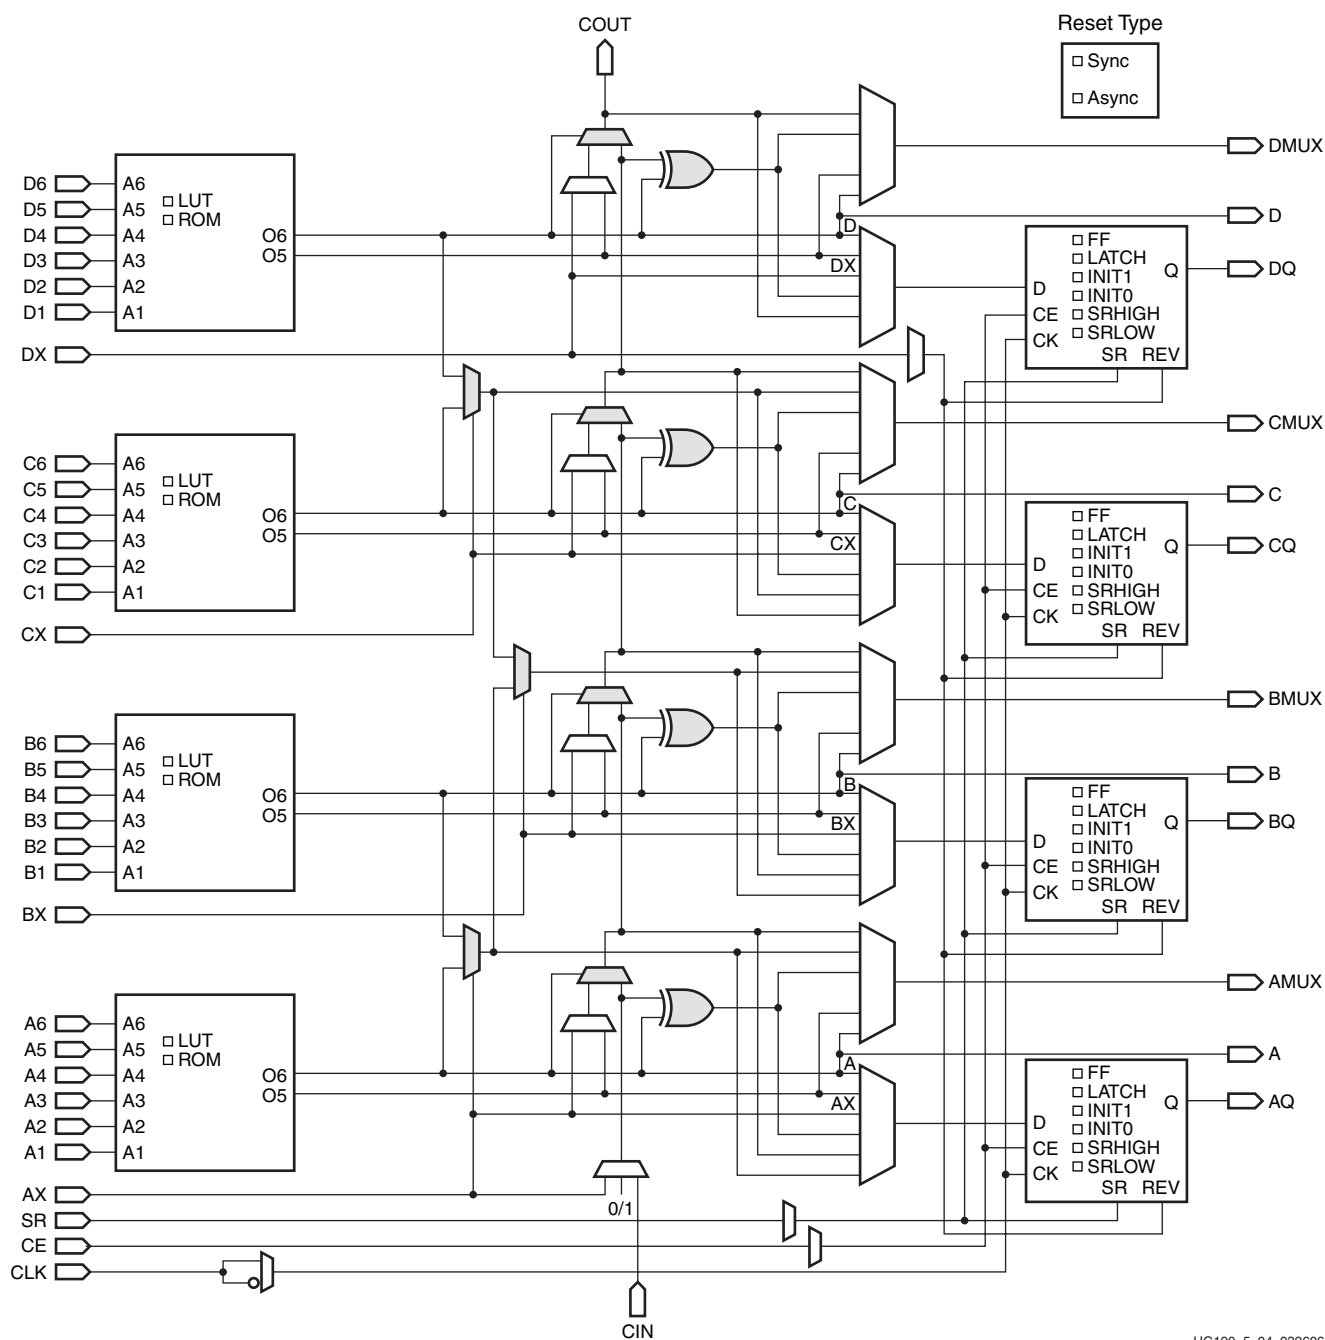 COUT
Reset Type
□ Sync
□ Async
DMUX
D6 A6
□ LUT
D5 A5
□ ROM
D4 A4 O6
D3 A3 O5
D2 A2
D1 A1
DX
D
DX
D
DQ
□ FF
□ LATCH
□ INIT1
□ INIT0
□ SRHIGH
□ SRLOW
D
CE
CK
Q
SR REV
CMUX
C6 A6
□ LUT
C5 A5
□ ROM
C4 A4 O6
C3 A3 O5
C2 A2
C1 A1
CX
C
CX
C
CQ
□ FF
□ LATCH
□ INIT1
□ INIT0
□ SRHIGH
□ SRLOW
D
CE
CK
Q
SR REV
BMUX
B6 A6
□ LUT
B5 A5
□ ROM
B4 A4 O6
B3 A3 O5
B2 A2
B1 A1
BX
B
BX
B
BQ
□ FF
□ LATCH
□ INIT1
□ INIT0
□ SRHIGH
□ SRLOW
D
CE
CK
Q
SR REV
AMUX
A6 A6
□ LUT
A5 A5
□ ROM
A4 A4 O6
A3 A3 O5
A2 A2
A1 A1
A
AX
A
AQ
□ FF
□ LATCH
□ INIT1
□ INIT0
□ SRHIGH
□ SRLOW
D
CE
CK
Q
SR REV
AX
0/1
SR
CE
CLK
CIN